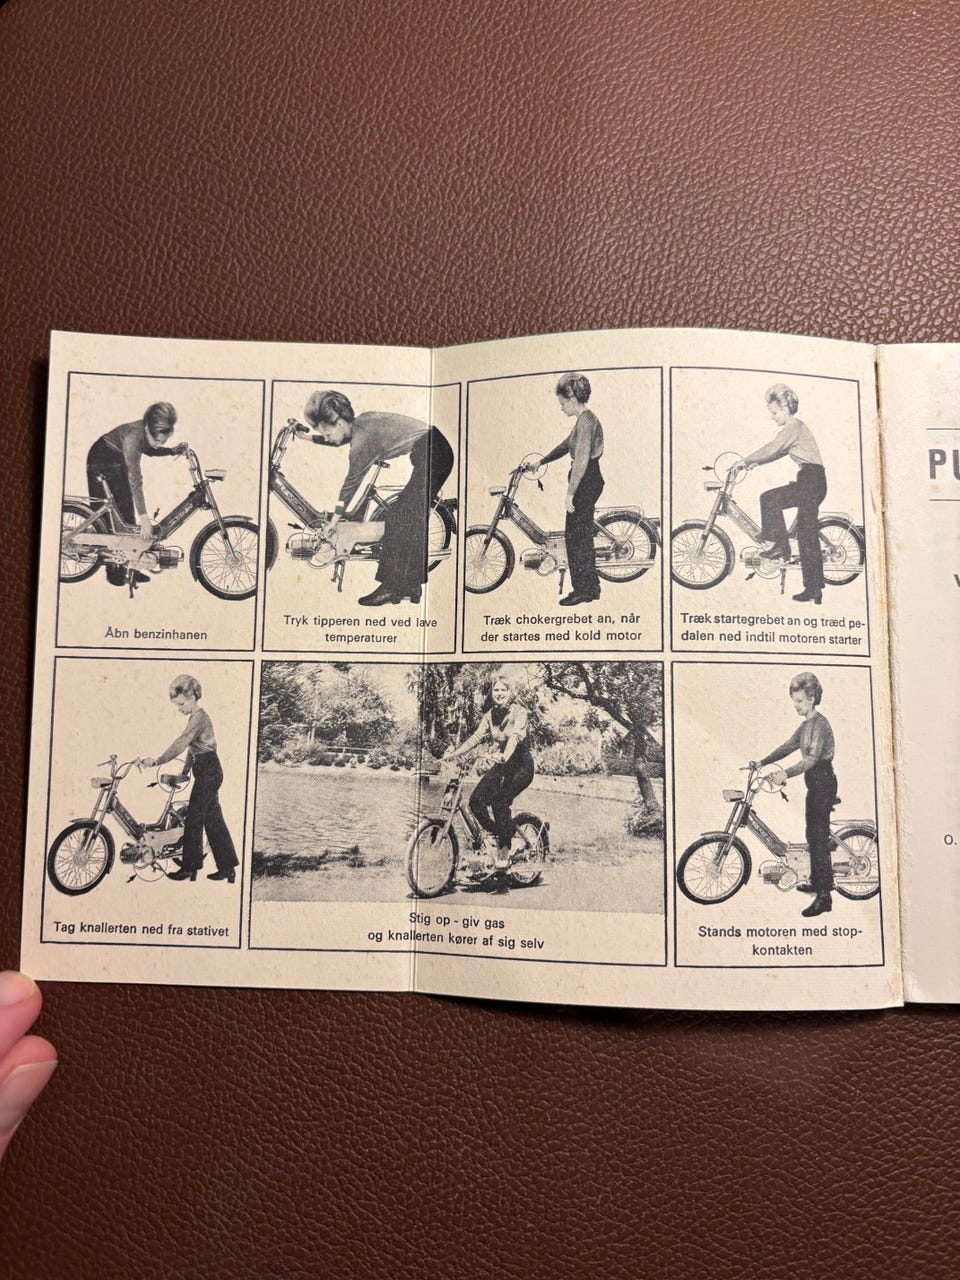 Åbn benzinhanen
Tryk tipperen ned ved lave
temperaturer
Træk chokergrebet an, når
der startes med kold motor
Træk startegrebet an og træd pe-
dalen ned indtil motoren starter
Tag knallerten ned fra stativet
Stig op - giv gas
og knallerten kører af sig selv
Stands motoren med stop-
kontakten
PU
O.